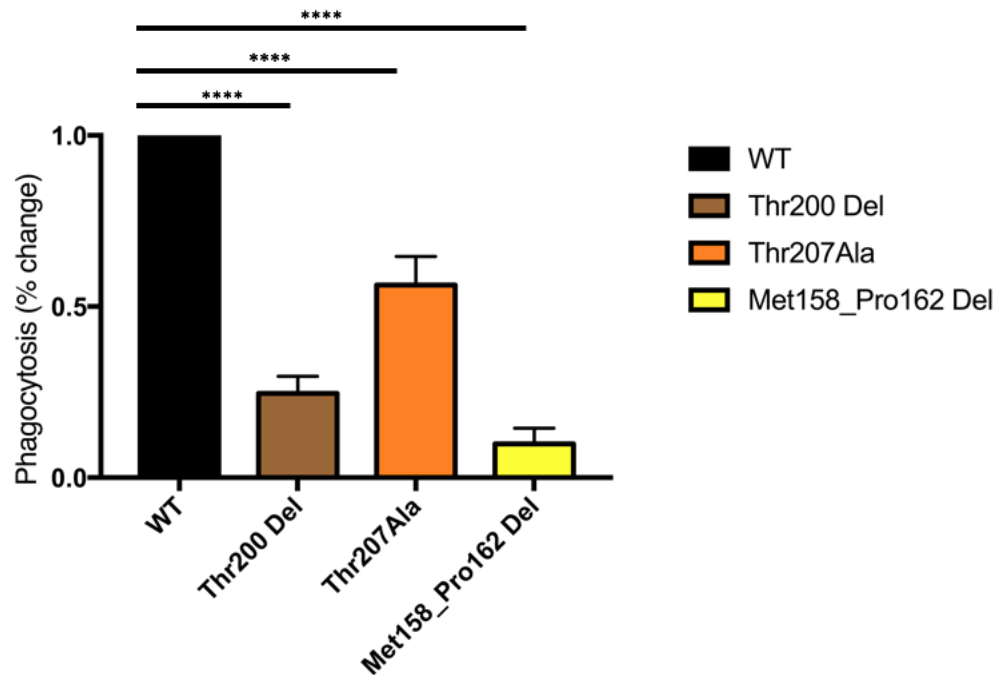 ****
****
****
Phagocytosis (% change)
1.0
0.5
0.0
WT
Thr200 Del
Thr207Ala
Met158_Pro162 Del
WT
Thr200 Del
Thr207Ala
Met158_Pro162 Del